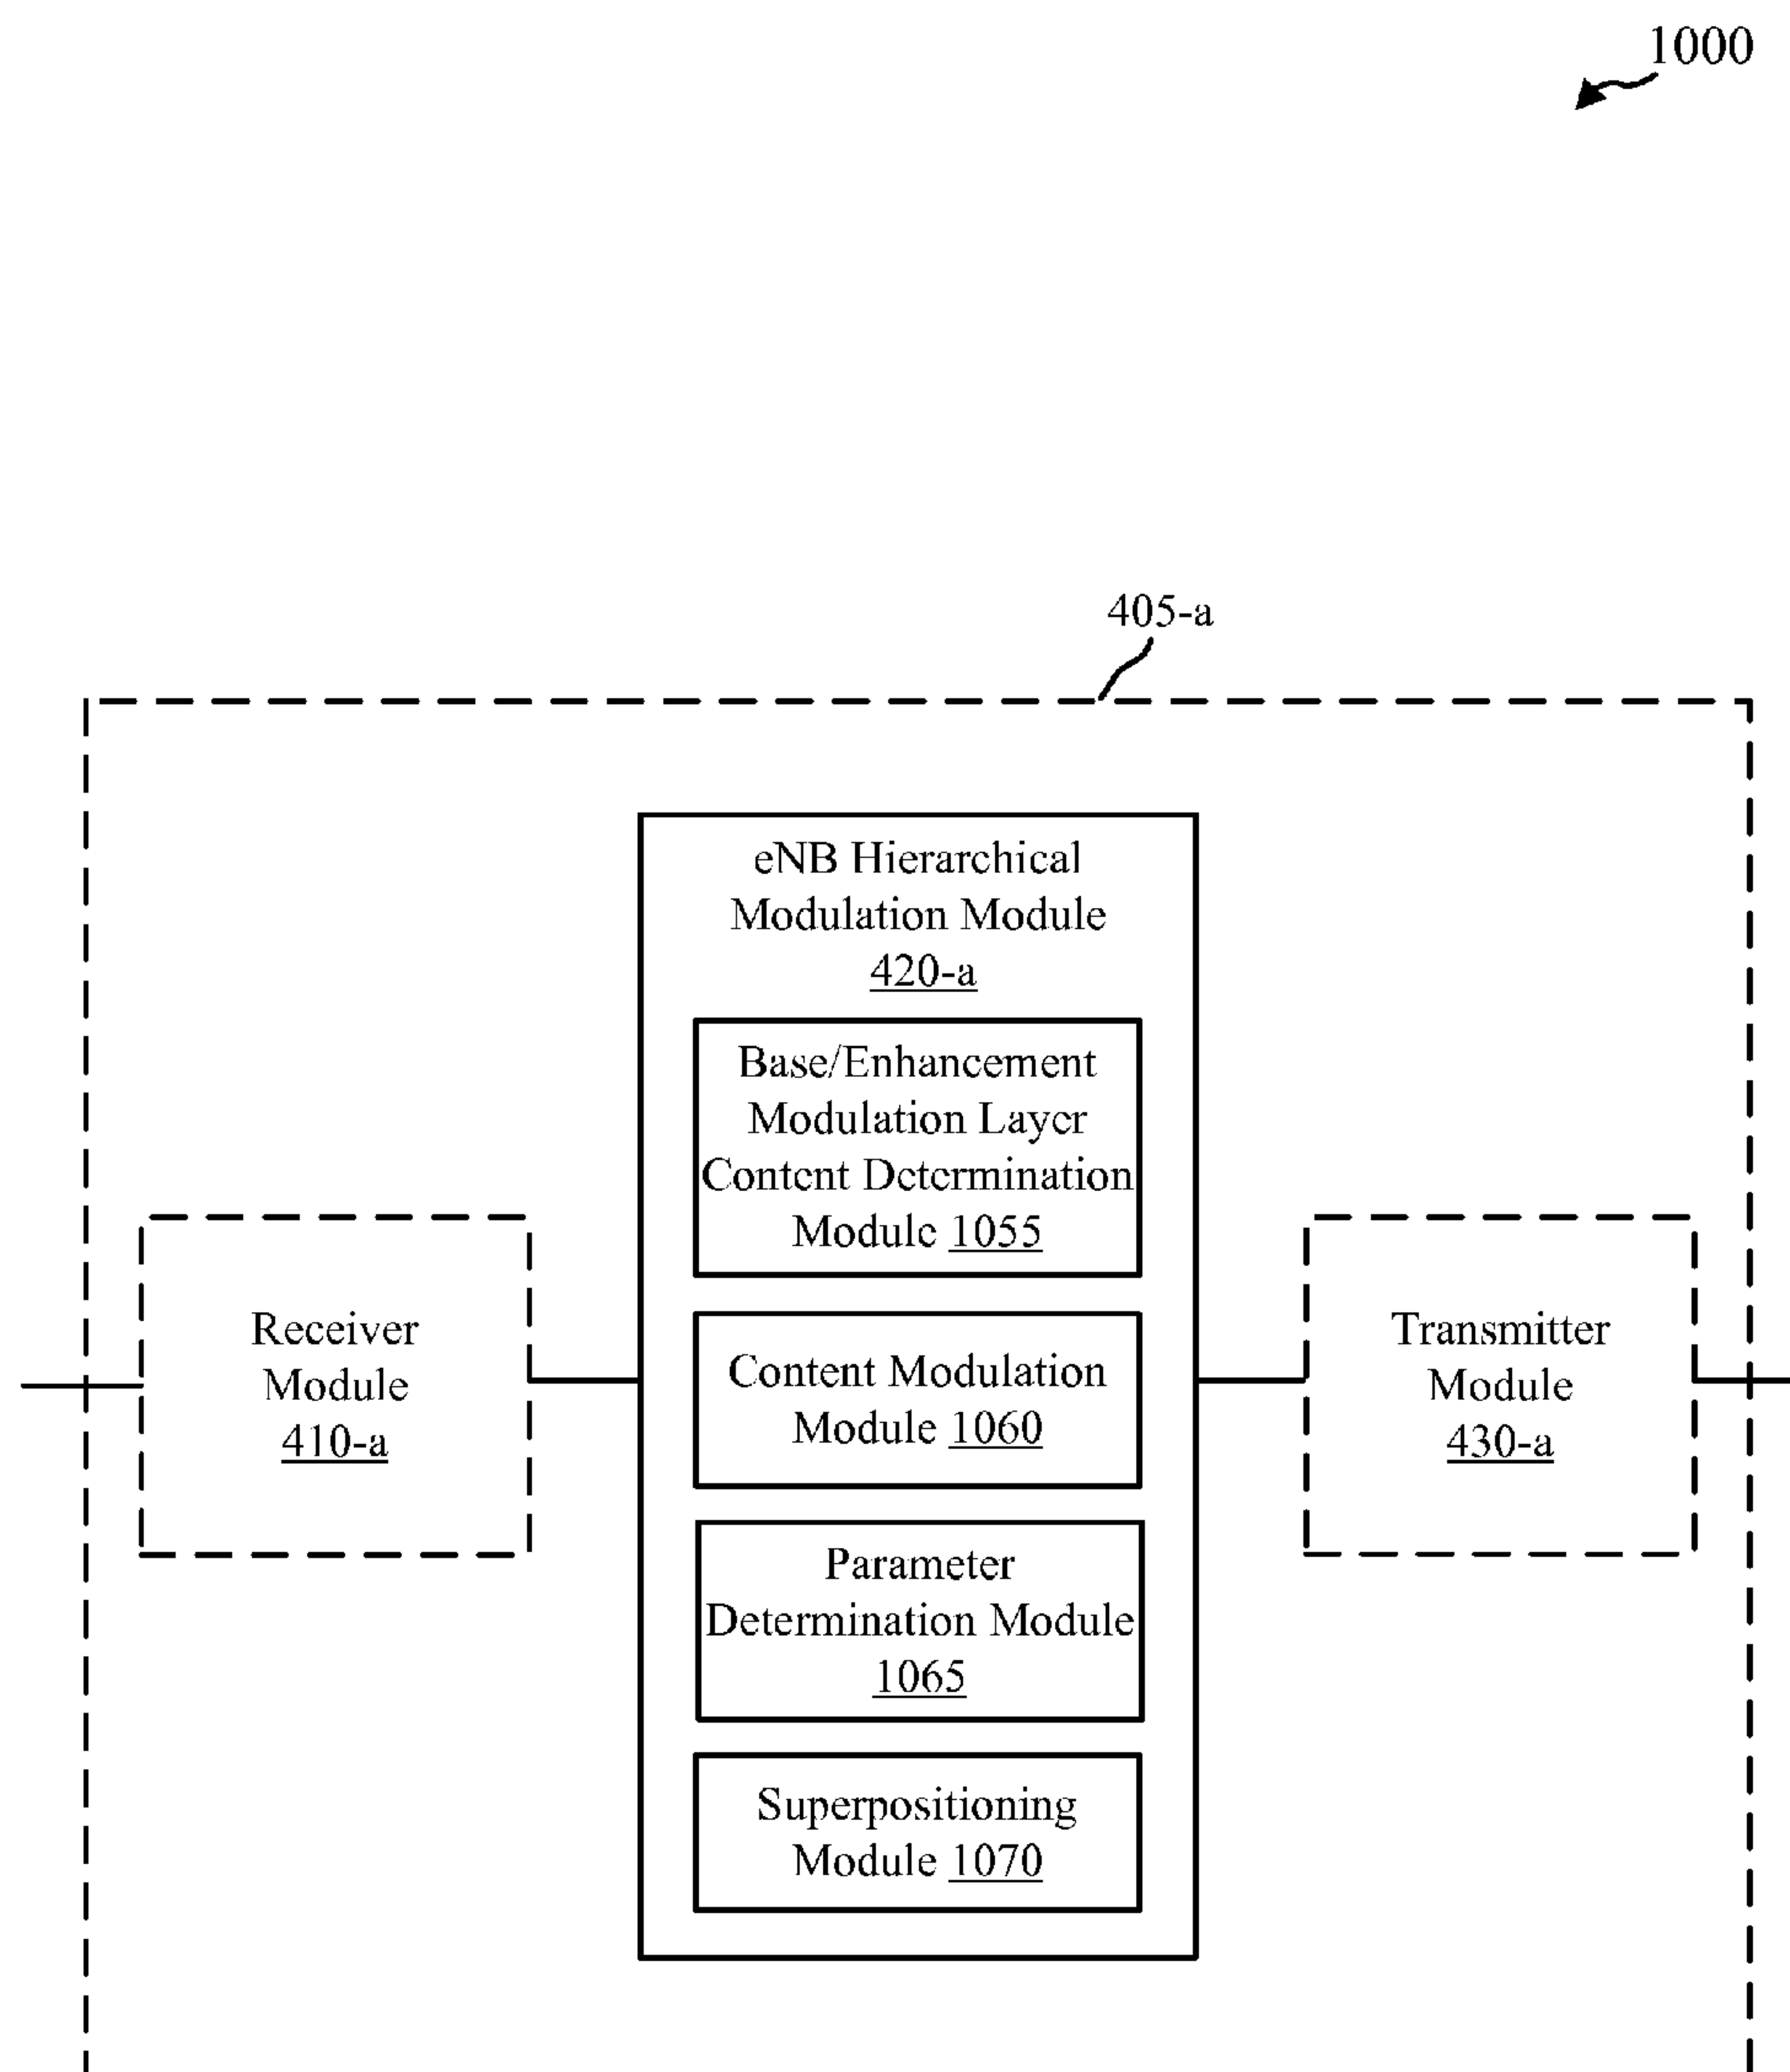 1000
405-a
eNB Hierarchical
Modulation Module
420-a
Base/Enhancement
Modulation Layer
Content Determination
Module 1055
Receiver
Module
410-a
Content Modulation
Module 1060
Transmitter
Module
430-a
Parameter
Determination Module
1065
Superpositioning
Module 1070